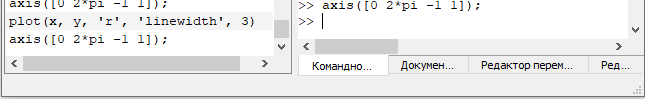 axis([0 2*pi -1 1]);
plot(x, y, 'r', 'linewidth', 3)
axis([0 2*pi -1 1]);
>> axis([0 2*pi -1 1]);
>>
Командно... Докумен... Редактор перем... Ред...